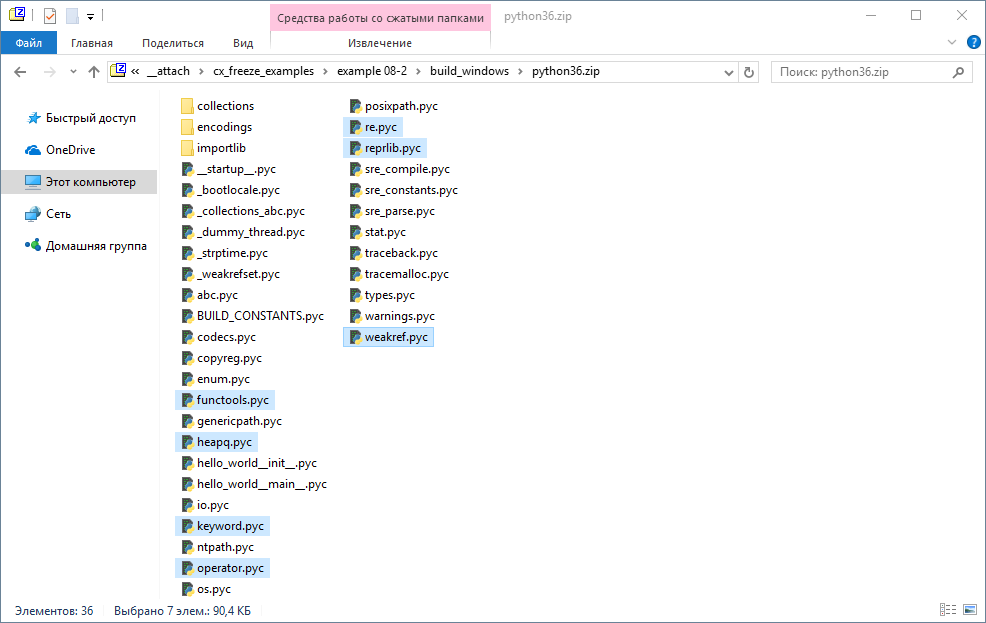 Средства работы со сжатыми папками
python36.zip
Файл
Главная
Поделиться
Вид
Извлечение
?
«
__attach
cx_freeze_examples
example 08-2
build_windows
python36.zip
Поиск: python36.zip
Быстрый доступ
OneDrive
Этот компьютер
Сеть
Домашняя группа
collections
encodings
importlib
__startup__.pyc
_bootlocale.pyc
_collections_abc.pyc
_dummy_thread.pyc
_strptime.pyc
_weakrefset.pyc
abc.pyc
BUILD_CONSTANTS.pyc
codecs.pyc
copyreg.pyc
enum.pyc
functools.pyc
genericpath.pyc
heapq.pyc
hello_world__init__.pyc
hello_world__main__.pyc
io.pyc
keyword.pyc
ntpath.pyc
operator.pyc
os.pyc
posixpath.pyc
re.pyc
reprlib.pyc
sre_compile.pyc
sre_constants.pyc
sre_parse.pyc
stat.pyc
traceback.pyc
tracemalloc.pyc
types.pyc
warnings.pyc
weakref.pyc
Элементов: 36
Выбрано 7 элем.: 90,4 КБ